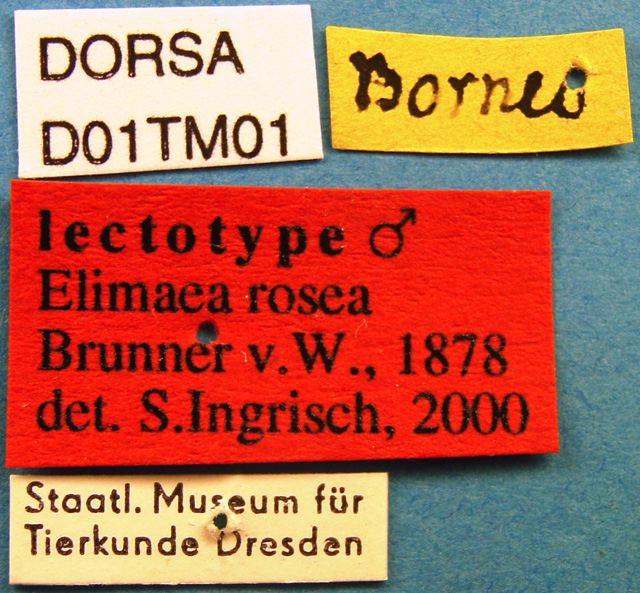 DORSA
D01TM01
Borneo
lectotype ♂
Elimaea rosea
Brunner v.W., 1878
det. S.Ingrisch, 2000
Staatl. Museum für
Tierkunde Dresden